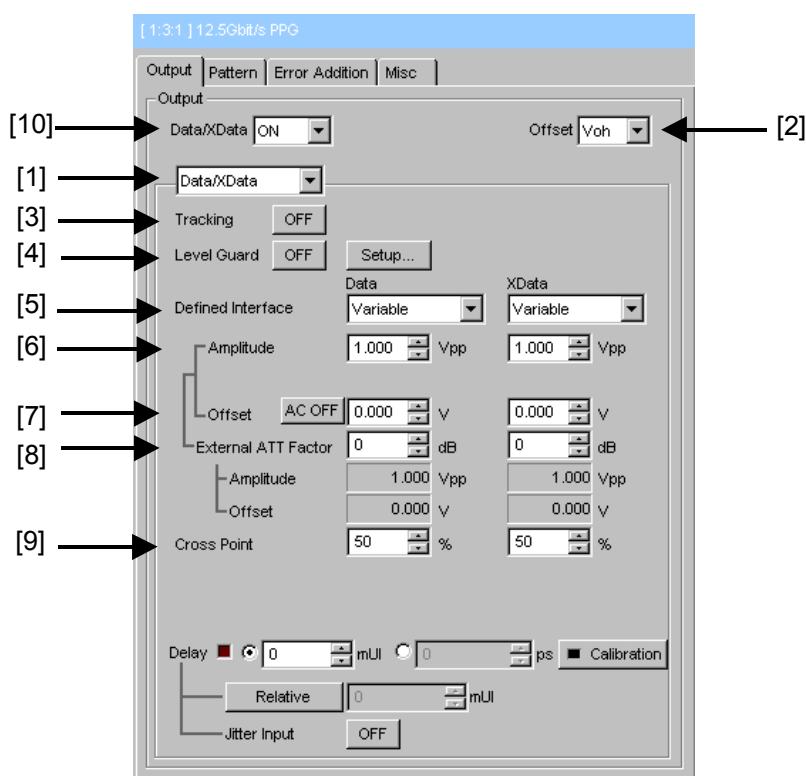 [ 1:3:1 ] 12.5Gbit/s PPG
Output Pattern Error Addition Misc
Output
[10] Data/XData ON Offset Voh [2]
[1] Data/XData
[3] Tracking OFF
[4] Level Guard OFF Setup...
Data XData
[5] Defined Interface Variable Variable
[6] Amplitude 1.000 Vpp 1.000 Vpp
[7] Offset AC OFF 0.000 V 0.000 V
[8] External ATT Factor 0 dB 0 dB
Amplitude 1.000 Vpp 1.000 Vpp
Offset 0.000 V 0.000 V
[9] Cross Point 50 % 50 %
Delay 0 mUI 0 ps Calibration
Relative 0 mUI
Jitter Input OFF